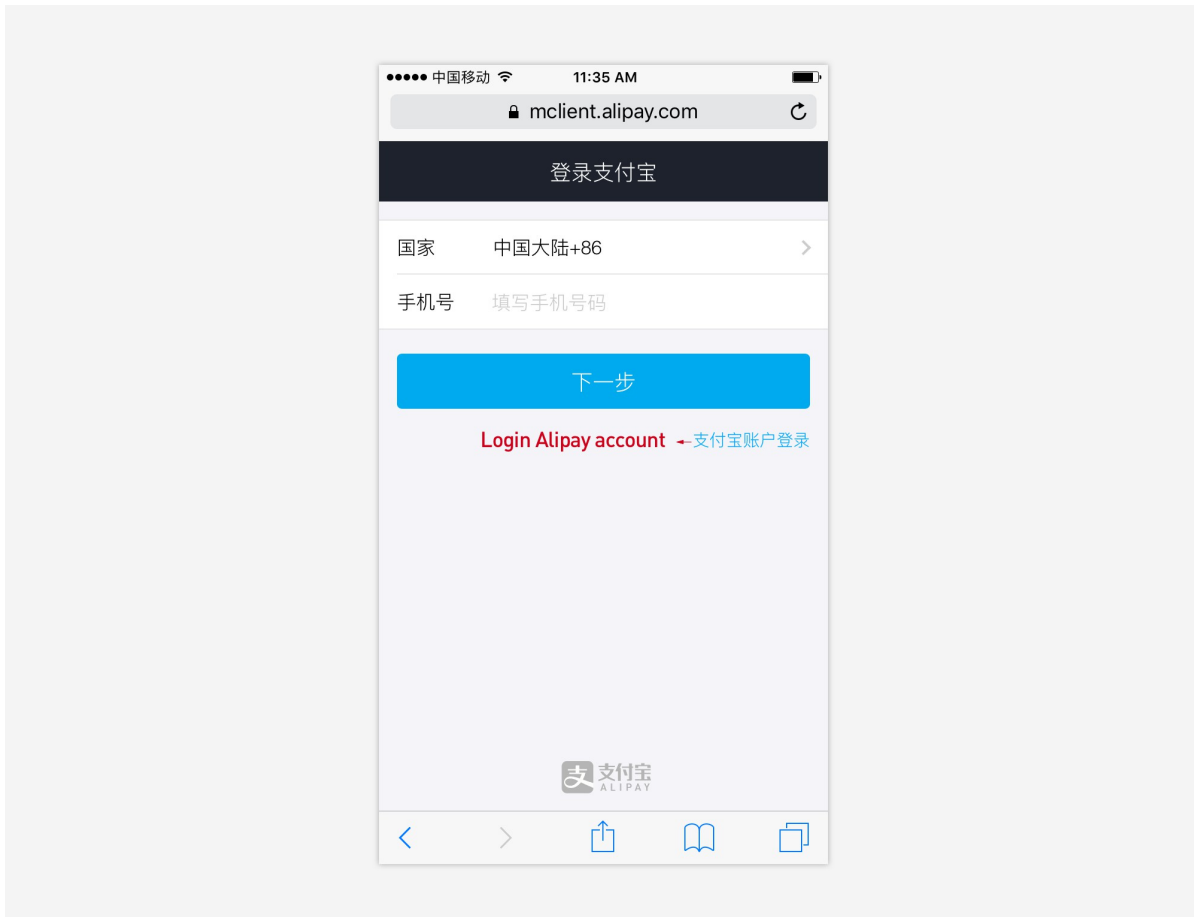 中国移动 11:35 AM
mclient.alipay.com
登录支付宝
国家 中国大陆+86
手机号 填写手机号码
下一步
Login Alipay account 支付宝账户登录
支 支付宝
ALIPAY